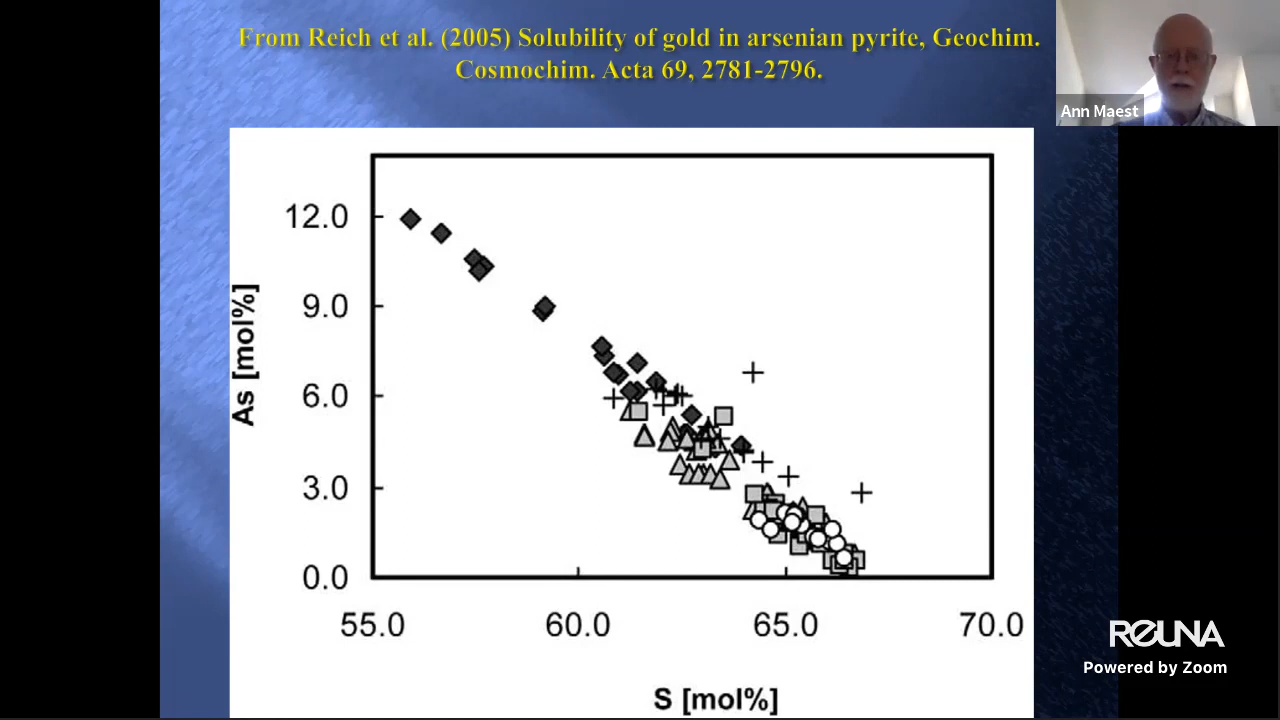 From Reich et al. (2005) Solubility of gold in arsenian pyrite, Geochim.
Cosmochim. Acta 69, 2781-2796.
Ann Maest
12.0
9.0
As [mol%]
6.0
3.0
0.0
55.0 60.0 65.0 70.0
S [mol%]
REUNA
Powered by Zoom